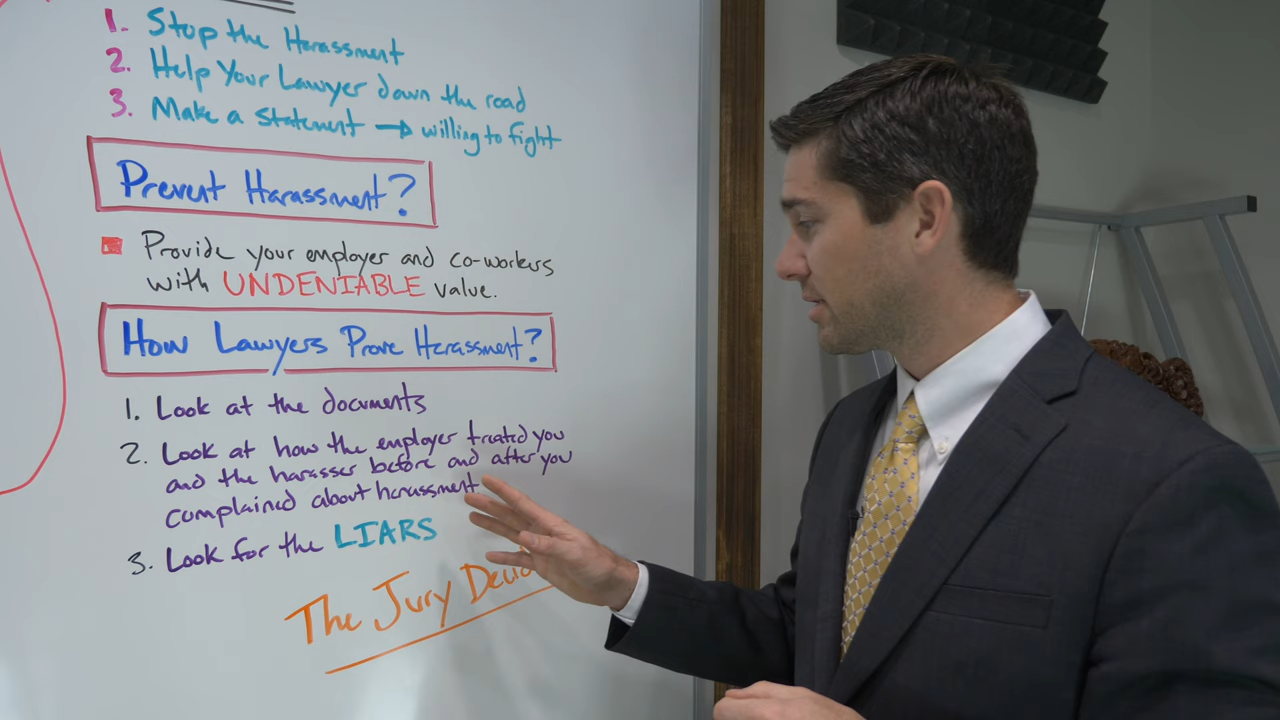 1. Stop the Harassment
2. Help Your Lawyer down the road
3. Make a statement → willing to fight
Prevent Harassment?
Provide your employer and co-workers
with UNDENIABLE value.
How Lawyers Prove Harassment?
1. Look at the documents
2. Look at how the employer treated you
and the harasser before and after you
complained about harassment.
3. Look for the LIARS
The Jury